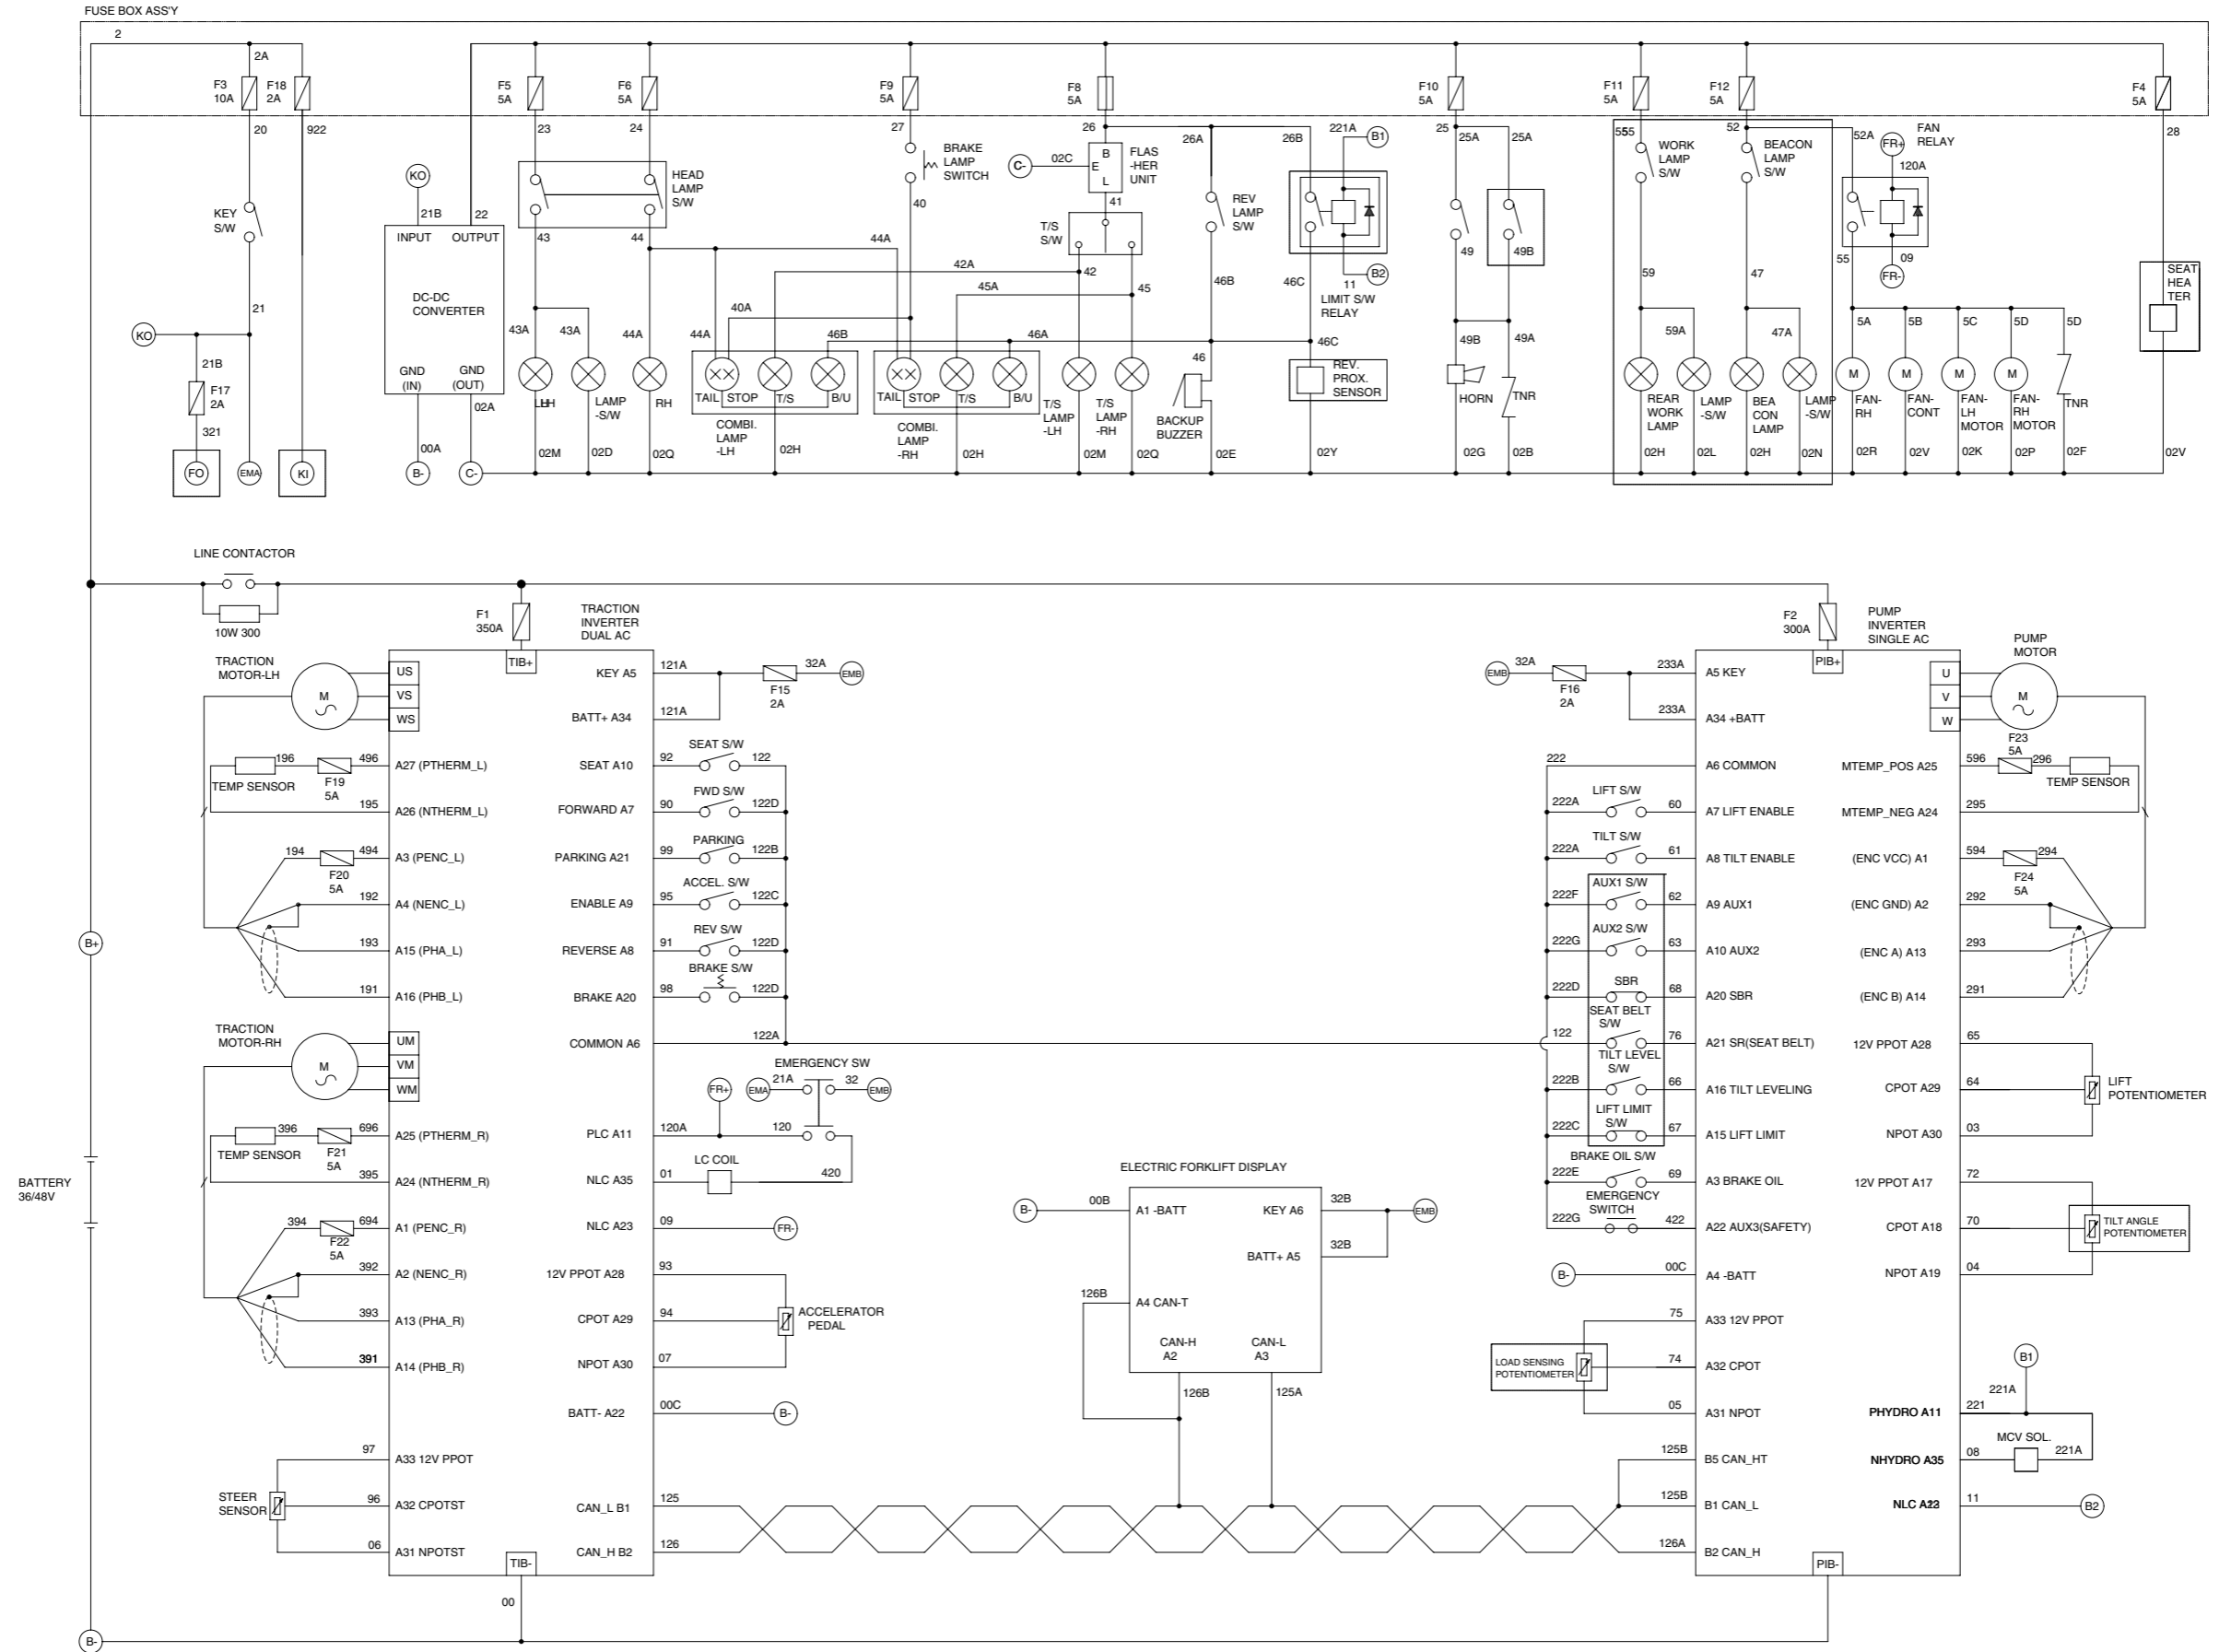 FUSE BOX ASS'Y
2
2A
F3
10A
F18
2A
F5
5A
F6
5A
F9
5A
F8
5A
F10
5A
F11
5A
F12
5A
F4
5A
20
922
23
24
27
26
26A
26B
221A
B1
25
25A
25A
55
52
52A
FR+
FAN
RELAY
28
KEY
S/W
KO
21B
22
INPUT
OUTPUT
DC-DC
CONVERTER
GND
(IN)
GND
(OUT)
02A
00A
B-
C-
HEAD
LAMP
S/W
BRAKE
LAMP
SWITCH
C-
02C
B
E
L
FLAS
-HER
UNIT
41
40
T/S
S/W
REV
LAMP
S/W
WORK
LAMP
S/W
BEACON
LAMP
S/W
120A
43
44
44A
42A
42
45A
45
40A
46B
46C
B2
11
LIMIT S/W
RELAY
49
49B
59
47
55
09
FR-
SEAT
HEA
TER
21
KO
21B
F17
2A
321
FO
EMA
KI
43A
43A
44A
44A
46B
46A
46
46C
49B
49A
59A
47A
5A
5B
5C
5D
5D
LH
LAMP
-S/W
RH
TAIL
STOP
T/S
B/U
COMBI.
LAMP
-LH
TAIL
STOP
T/S
B/U
COMBI.
LAMP
-RH
T/S
LAMP
-LH
T/S
LAMP
-RH
BACKUP
BUZZER
REV.
PROX.
SENSOR
HORN
TNR
REAR
WORK
LAMP
LAMP
-S/W
BEA
CON
LAMP
LAMP
-S/W
M
M
M
M
FAN-
RH
FAN-
CONT
FAN-
LH
MOTOR
FAN-
RH
MOTOR
TNR
02M
02D
02Q
02H
02H
02M
02Q
02E
02Y
02G
02B
02H
02L
02H
02N
02R
02V
02K
02P
02F
02V
LINE CONTACTOR
10W 300
F1
350A
TRACTION
INVERTER
DUAL AC
TIB+
TRACTION
MOTOR-LH
M
US
VS
WS
KEY A5
121A
F15
2A
32A
EMB
BATT+ A34
121A
196
496
A27 (PTHERM_L)
TEMP SENSOR
F19
5A
195
A26 (NTHERM_L)
194
494
A3 (PENC_L)
F20
5A
192
A4 (NENC_L)
193
A15 (PHA_L)
191
A16 (PHB_L)
SEAT A10
92
SEAT S/W
122
FORWARD A7
90
FWD S/W
122D
PARKING A21
99
PARKING
122B
ENABLE A9
95
ACCEL. S/W
122C
REVERSE A8
91
REV S/W
122D
BRAKE A20
98
BRAKE S/W
122D
COMMON A6
122A
B+
TRACTION
MOTOR-RH
M
UM
VM
WM
396
696
A25 (PTHERM_R)
TEMP SENSOR
F21
5A
395
A24 (NTHERM_R)
394
694
A1 (PENC_R)
F22
5A
392
A2 (NENC_R)
393
A13 (PHA_R)
391
A14 (PHB_R)
BATTERY
36/48V
EMERGENCY SW
FR+
EMA
21A
32
EMB
PLC A11
120A
120
LC COIL
NLC A35
01
420
NLC A23
09
FR-
12V PPOT A28
93
CPOT A29
94
ACCELERATOR
PEDAL
NPOT A30
07
BATT- A22
00C
B-
97
A33 12V PPOT
STEER
SENSOR
96
A32 CPOTST
06
A31 NPOTST
CAN_L B1
125
CAN_H B2
126
TIB-
00
B-
ELECTRIC FORKLIFT DISPLAY
B-
00B
A1 -BATT
KEY A6
32B
EMB
BATT+ A5
32B
126B
A4 CAN-T
CAN-H
A2
CAN-L
A3
126B
125A
F2
300A
PUMP
INVERTER
SINGLE AC
PIB+
PUMP
MOTOR
M
U
V
W
EMB
32A
F16
2A
233A
A5 KEY
233A
A34 +BATT
222
A6 COMMON
222A
LIFT S/W
60
A7 LIFT ENABLE
222A
TILT S/W
61
A8 TILT ENABLE
222F
AUX1 S/W
62
A9 AUX1
222G
AUX2 S/W
63
A10 AUX2
222D
SBR
68
A20 SBR
122
SEAT BELT
S/W
76
A21 SR(SEAT BELT)
222B
TILT LEVEL
S/W
66
A16 TILT LEVELING
222C
LIFT LIMIT
S/W
67
A15 LIFT LIMIT
222E
BRAKE OIL S/W
69
A3 BRAKE OIL
222G
EMERGENCY
SWITCH
422
A22 AUX3(SAFETY)
B-
00C
A4 -BATT
75
A33 12V PPOT
LOAD SENSING
POTENTIOMETER
74
A32 CPOT
05
A31 NPOT
125B
B5 CAN_HT
125B
B1 CAN_L
126A
B2 CAN_H
PIB-
MTEMP_POS A25
596
F23
5A
296
TEMP SENSOR
MTEMP_NEG A24
295
(ENC VCC) A1
594
294
F24
5A
(ENC GND) A2
292
(ENC A) A13
293
(ENC B) A14
291
12V PPOT A28
65
CPOT A29
64
LIFT
POTENTIOMETER
NPOT A30
03
12V PPOT A17
72
CPOT A18
70
TILT ANGLE
POTENTIOMETER
NPOT A19
04
B1
221A
PHYDRO A11
221
MCV SOL.
NHYDRO A35
08
221A
11
B2